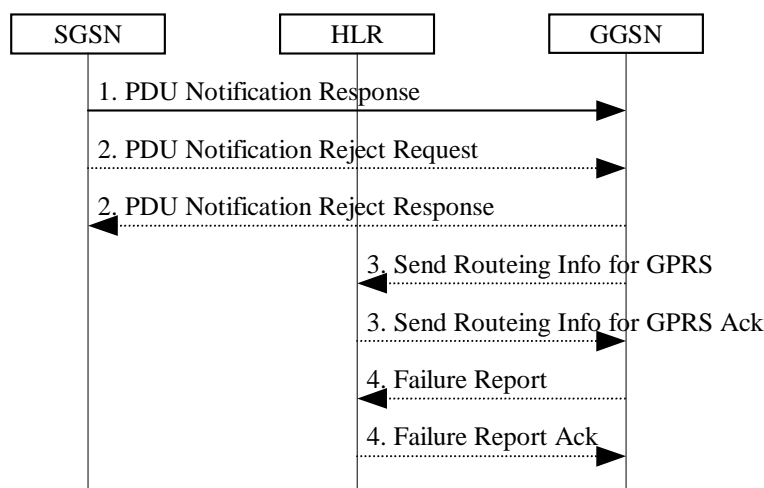 SGSN HLR GGSN
1. PDU Notification Response
2. PDU Notification Reject Request
2. PDU Notification Reject Response
3. Send Routeing Info for GPRS
3. Send Routeing Info for GPRS Ack
4. Failure Report
4. Failure Report Ack